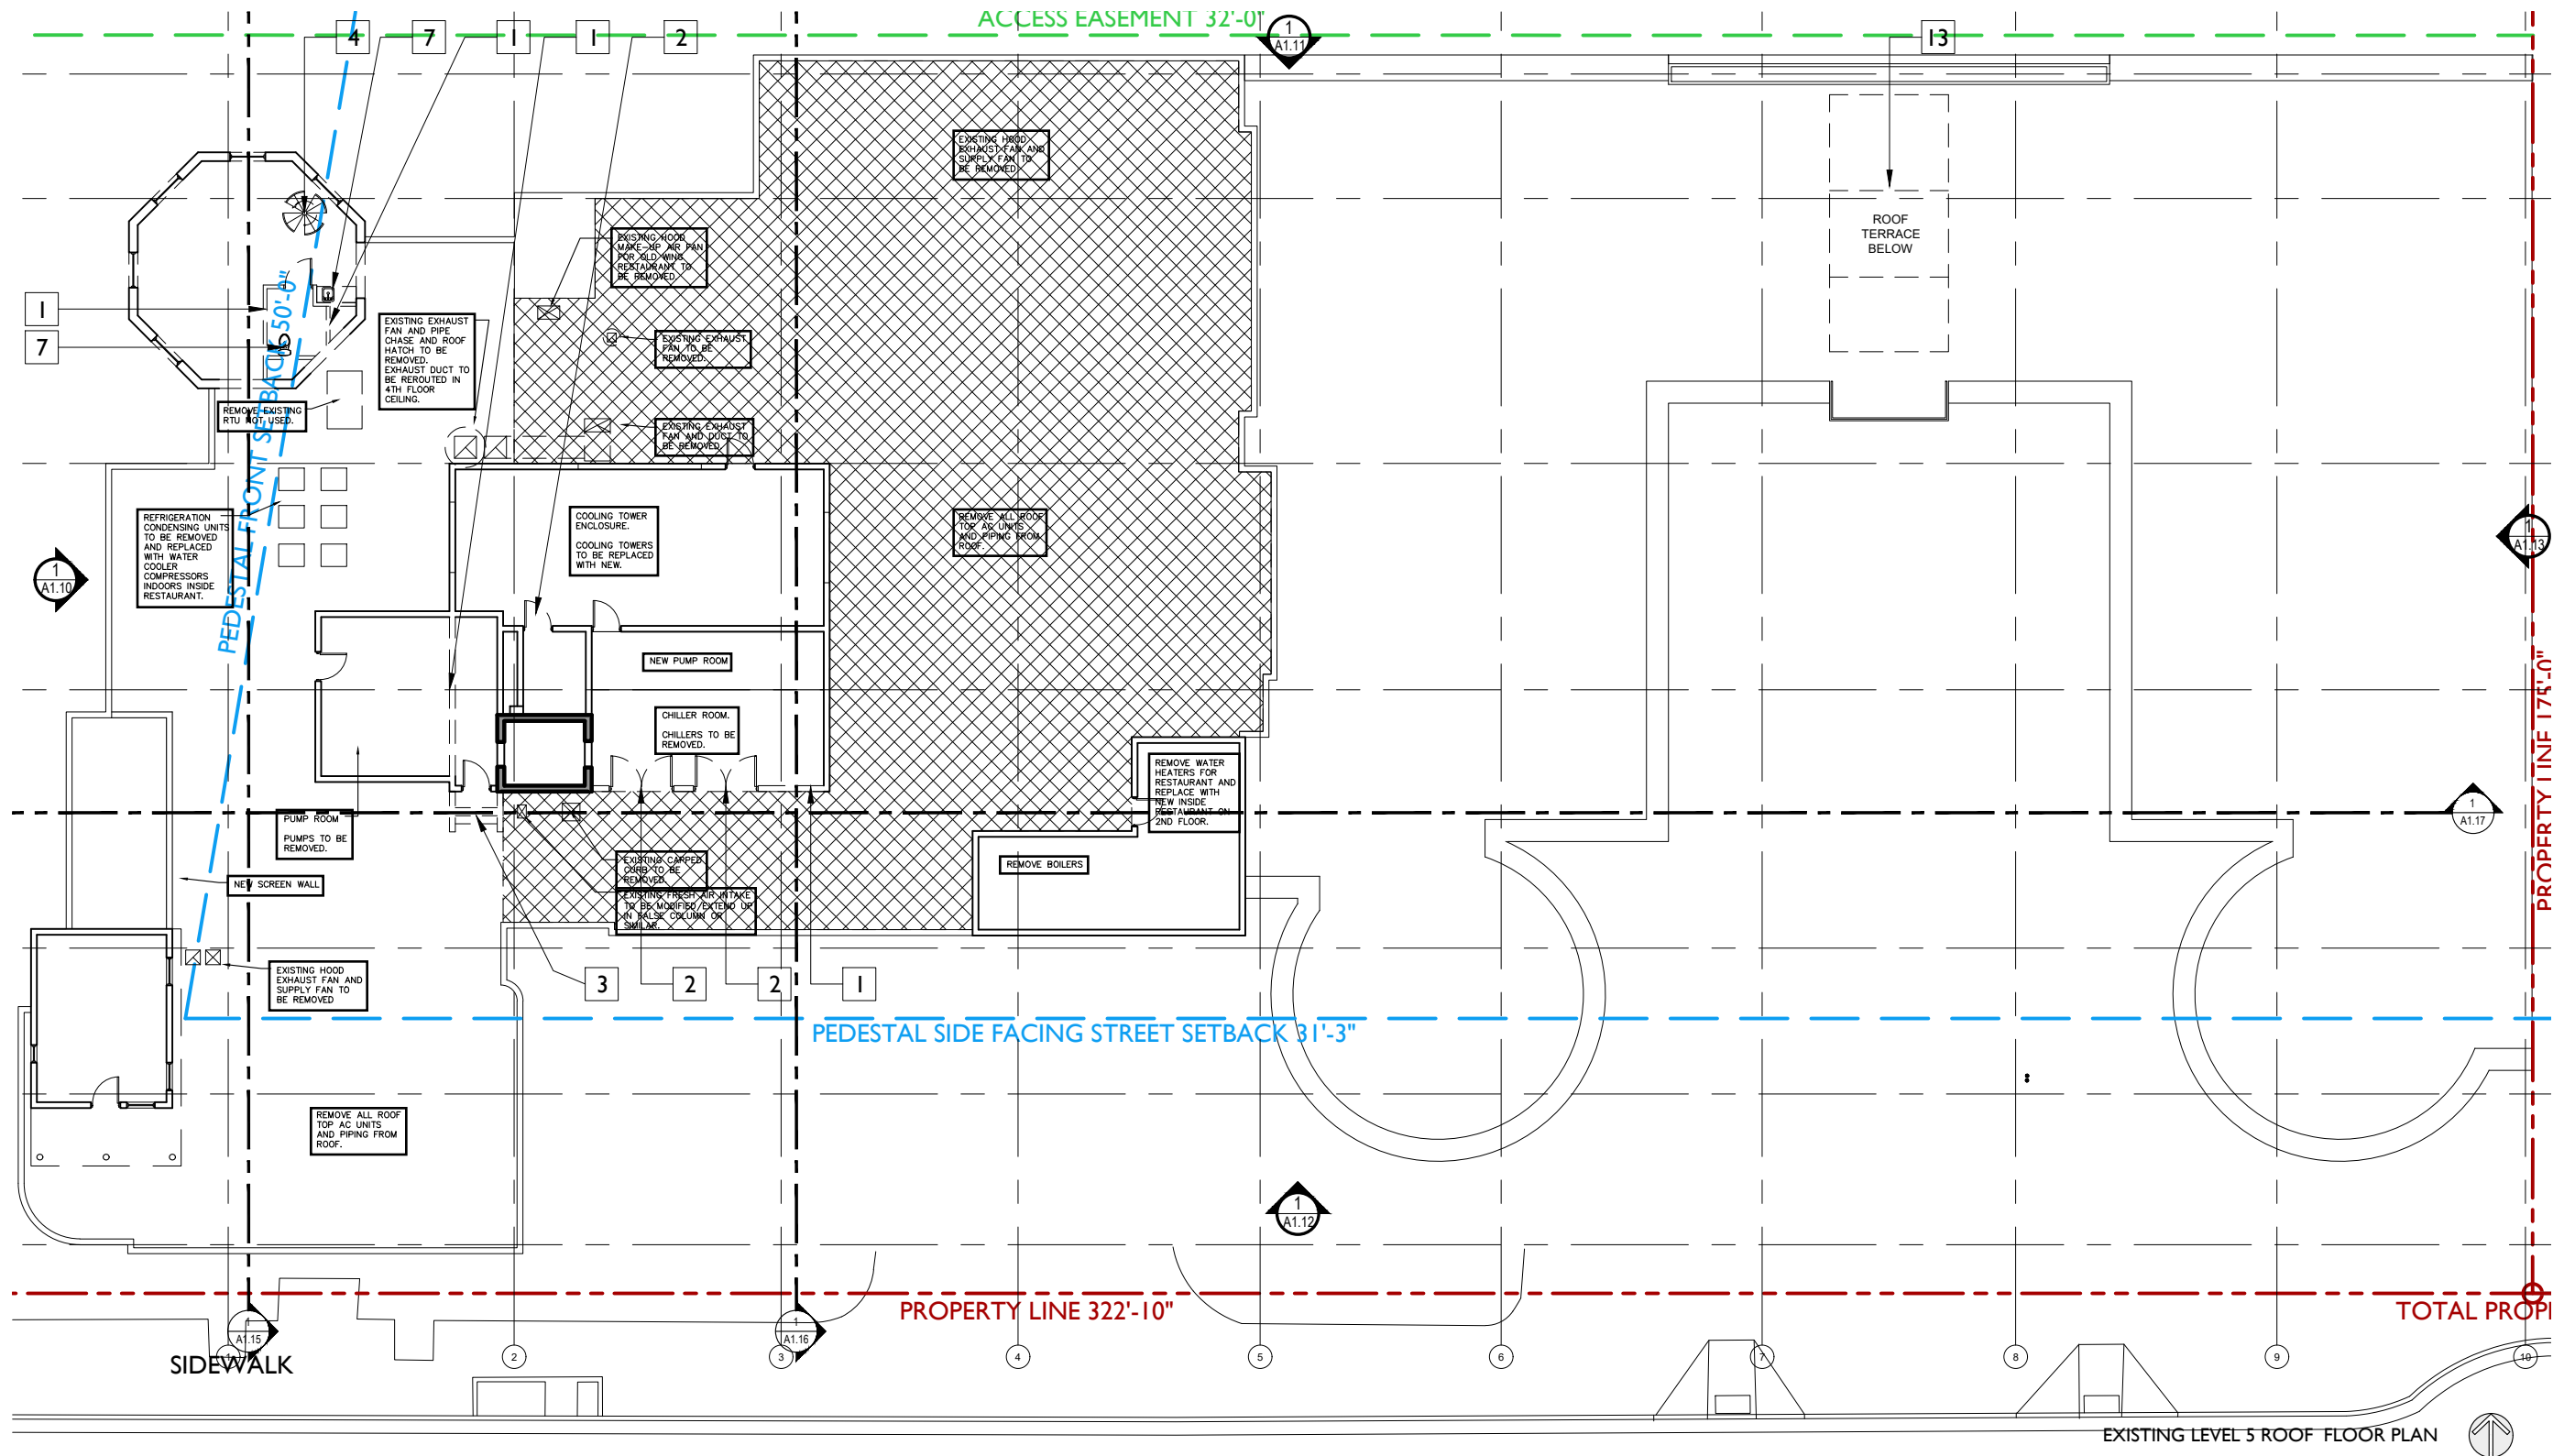 ACCESS EASEMENT 32'-0"
4
7
1
1
2
1
A1.11
13
EXISTING HOOD
EXHAUST FAN AND
SUPPLY FAN TO
BE REMOVED
ROOF
TERRACE
BELOW
EXISTING HOOD
MAKE-UP AIR FAN
FOR OLD WING
RESTAURANT TO
BE REMOVED.
1
7
PEDESTAL FRONT SETBACK 50'-0"
EXISTING EXHAUST
FAN AND PIPE
CHASE AND ROOF
HATCH TO BE
REMOVED.
EXHAUST DUCT TO
BE REROUTED IN
4TH FLOOR
CEILING.
EXISTING EXHAUST
FAN TO BE
REMOVED.
REMOVE EXISTING
RTU NOT USED.
EXISTING EXHAUST
FAN AND DUCT TO
BE REMOVED
REFRIGERATION
CONDENSING UNITS
TO BE REMOVED
AND REPLACED
WITH WATER
COOLER
COMPRESSORS
INDOORS INSIDE
RESTAURANT.
COOLING TOWER
ENCLOSURE.
COOLING TOWERS
TO BE REPLACED
WITH NEW.
REMOVE ALL ROOF
TOP AC UNITS
AND PIPING FROM
ROOF.
1
A1.10
1
A1.13
NEW PUMP ROOM
CHILLER ROOM.
CHILLERS TO BE
REMOVED.
REMOVE WATER
HEATERS FOR
RESTAURANT AND
REPLACE WITH
NEW INSIDE
RESTAURANT ON
2ND FLOOR.
PROPERTY LINE 175'-0"
1
A1.17
PUMP ROOM
PUMPS TO BE
REMOVED.
NEW SCREEN WALL
EXISTING CAPPED
CURB TO BE
REMOVED
EXISTING FRESH AIR INTAKE
TO BE MODIFIED/EXTEND UP
IN FALSE COLUMN OR
SIMILAR.
REMOVE BOILERS
EXISTING HOOD
EXHAUST FAN AND
SUPPLY FAN TO
BE REMOVED
3
2
2
1
PEDESTAL SIDE FACING STREET SETBACK 31'-3"
REMOVE ALL ROOF
TOP AC UNITS
AND PIPING FROM
ROOF.
1
A1.12
PROPERTY LINE 322'-10"
TOTAL PROP
1
A1.15
1
A1.16
SIDEWALK
1
2
3
4
5
6
7
8
9
10
EXISTING LEVEL 5 ROOF FLOOR PLAN